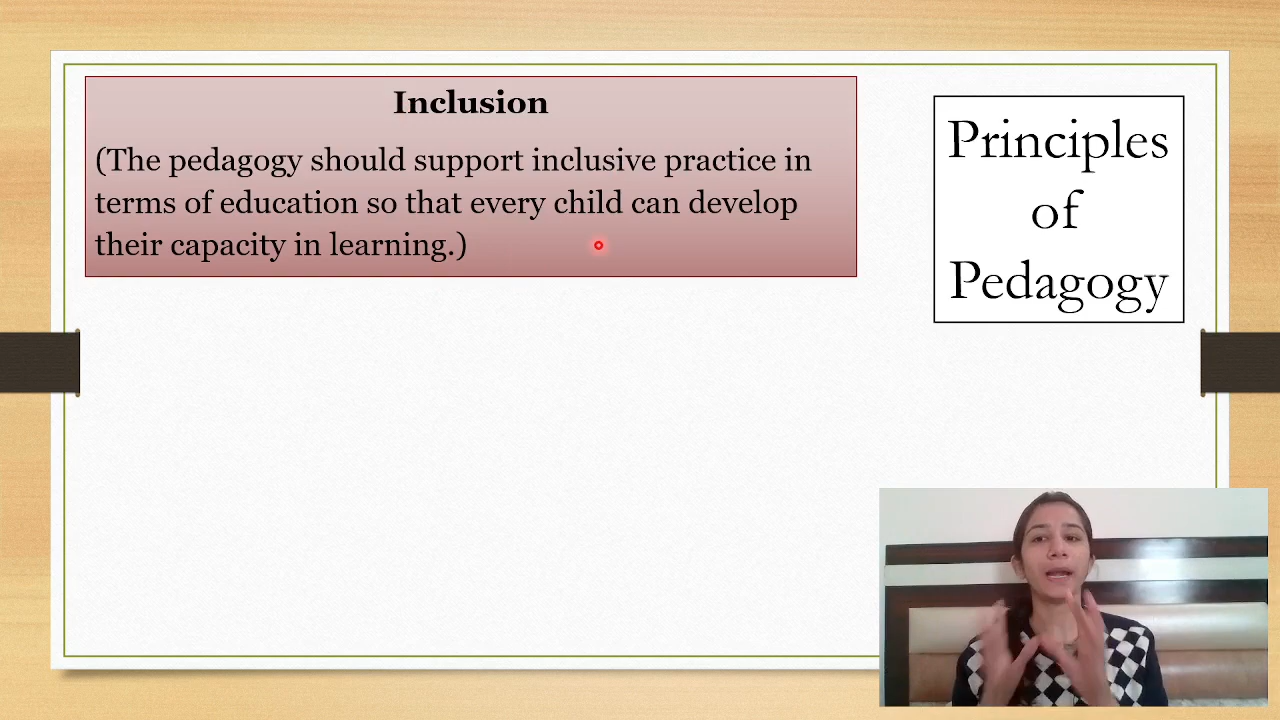 Inclusion
(The pedagogy should support inclusive practice in
terms of education so that every child can develop
their capacity in learning.)
Principles
of
Pedagogy